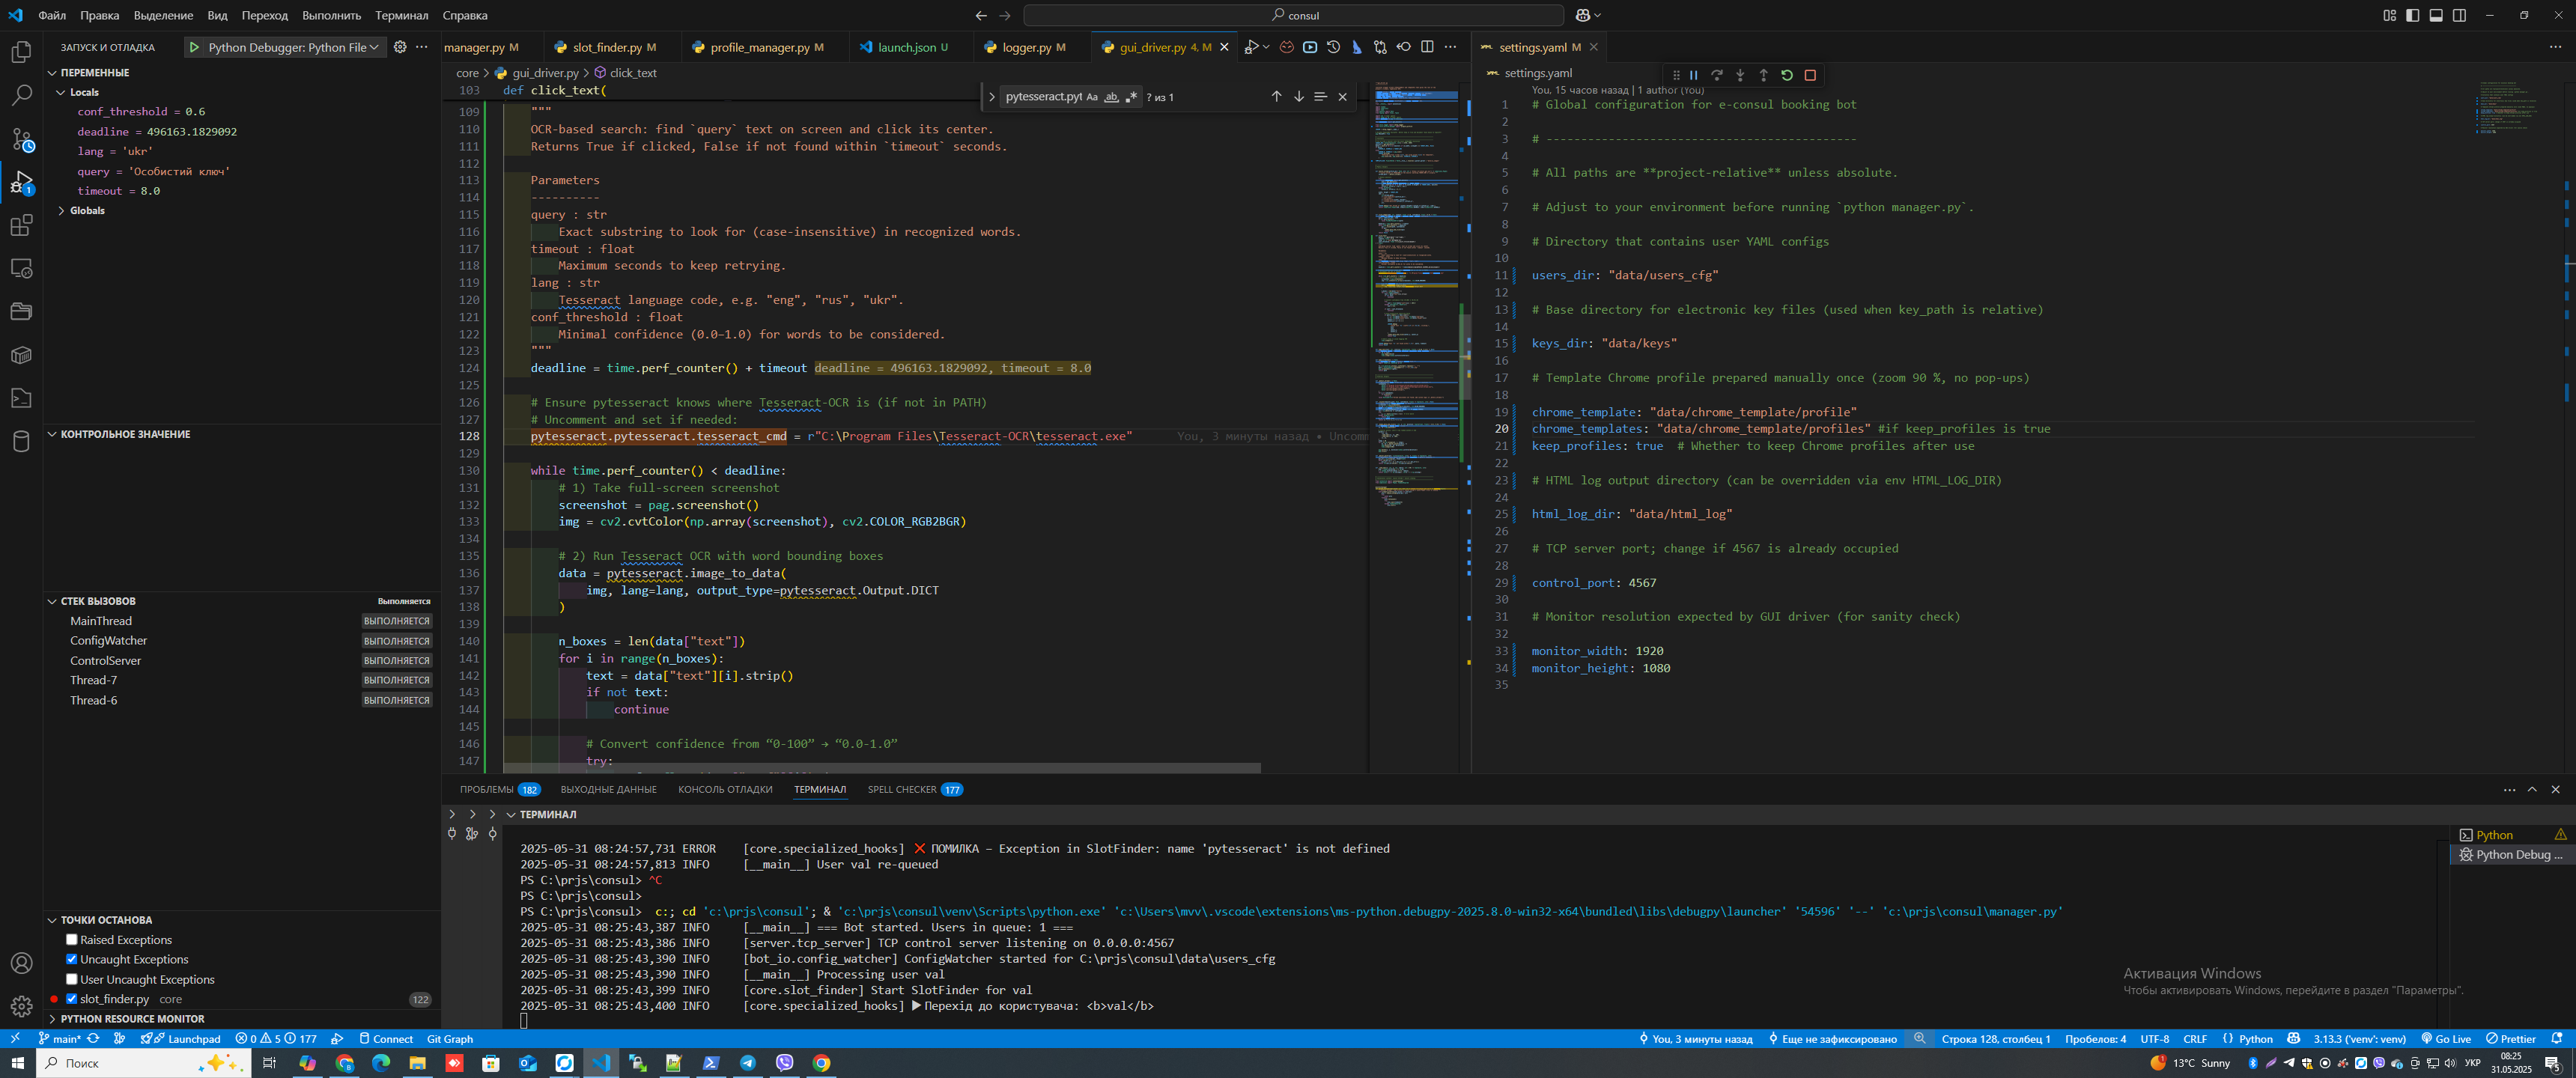 Файл Правка Выделение Вид Переход Выполнить Терминал Справка
consul
ЗАПУСК И ОТЛАДКА
Python Debugger: Python File
ПЕРЕМЕННЫЕ
Locals
conf_threshold = 0.6
deadline = 496163.1829092
lang = 'ukr'
query = 'Особистий ключ'
timeout = 8.0
Globals
КОНТРОЛЬНОЕ ЗНАЧЕНИЕ
СТЕК ВЫЗОВОВ Выполняется
MainThread ВЫПОЛНЯЕТСЯ
ConfigWatcher ВЫПОЛНЯЕТСЯ
ControlServer ВЫПОЛНЯЕТСЯ
Thread-7 ВЫПОЛНЯЕТСЯ
Thread-6 ВЫПОЛНЯЕТСЯ
ТОЧКИ ОСТАНОВА
Raised Exceptions
Uncaught Exceptions
User Uncaught Exceptions
slot_finder.py core 122
PYTHON RESOURCE MONITOR
manager.py M slot_finder.py M profile_manager.py M launch.json U logger.py M gui_driver.py 4, M
core > gui_driver.py > click_text
pytesseract.pyt Aa ab ? из 1
103 def click_text(
109 """
110 OCR-based search: find `query` text on screen and click its center.
111 Returns True if clicked, False if not found within `timeout` seconds.
112
113 Parameters
114 ----------
115 query : str
116 Exact substring to look for (case-insensitive) in recognized words.
117 timeout : float
118 Maximum seconds to keep retrying.
119 lang : str
120 Tesseract language code, e.g. "eng", "rus", "ukr".
121 conf_threshold : float
122 Minimal confidence (0.0–1.0) for words to be considered.
123 """
124 deadline = time.perf_counter() + timeout deadline = 496163.1829092, timeout = 8.0
125
126 # Ensure pytesseract knows where Tesseract-OCR is (if not in PATH)
127 # Uncomment and set if needed:
128 pytesseract.pytesseract.tesseract_cmd = r"C:\Program Files\Tesseract-OCR\tesseract.exe" You, 3 минуты назад • Uncomm
129
130 while time.perf_counter() < deadline:
131 # 1) Take full-screen screenshot
132 screenshot = pag.screenshot()
133 img = cv2.cvtColor(np.array(screenshot), cv2.COLOR_RGB2BGR)
134
135 # 2) Run Tesseract OCR with word bounding boxes
136 data = pytesseract.image_to_data(
137 img, lang=lang, output_type=pytesseract.Output.DICT
138 )
139
140 n_boxes = len(data["text"])
141 for i in range(n_boxes):
142 text = data["text"][i].strip()
143 if not text:
144 continue
145
146 # Convert confidence from “0-100” → “0.0-1.0”
147 try:
settings.yaml M
settings.yaml
You, 15 часов назад | 1 author (You)
1 # Global configuration for e-consul booking bot
2
3 # ---------------------------------------------
4
5 # All paths are **project-relative** unless absolute.
6
7 # Adjust to your environment before running `python manager.py`.
8
9 # Directory that contains user YAML configs
10
11 users_dir: "data/users_cfg"
12
13 # Base directory for electronic key files (used when key_path is relative)
14
15 keys_dir: "data/keys"
16
17 # Template Chrome profile prepared manually once (zoom 90 %, no pop-ups)
18
19 chrome_template: "data/chrome_template/profile"
20 chrome_templates: "data/chrome_template/profiles" #if keep_profiles is true
21 keep_profiles: true # Whether to keep Chrome profiles after use
22
23 # HTML log output directory (can be overridden via env HTML_LOG_DIR)
24
25 html_log_dir: "data/html_log"
26
27 # TCP server port; change if 4567 is already occupied
28
29 control_port: 4567
30
31 # Monitor resolution expected by GUI driver (for sanity check)
32
33 monitor_width: 1920
34 monitor_height: 1080
35
ПРОБЛЕМЫ 182 ВЫХОДНЫЕ ДАННЫЕ КОНСОЛЬ ОТЛАДКИ ТЕРМИНАЛ SPELL CHECKER 177
ТЕРМИНАЛ
2025-05-31 08:24:57,731 ERROR [core.specialized_hooks] ❌ ПОМИЛКА – Exception in SlotFinder: name 'pytesseract' is not defined
2025-05-31 08:24:57,813 INFO [__main__] User val re-queued
PS C:\prjs\consul> ^C
PS C:\prjs\consul>
PS C:\prjs\consul> c:; cd 'c:\prjs\consul'; & 'c:\prjs\consul\venv\Scripts\python.exe' 'c:\Users\mvv\.vscode\extensions\ms-python.debugpy-2025.8.0-win32-x64\bundled\libs\debugpy\launcher' '54596' '--' 'c:\prjs\consul\manager.py'
2025-05-31 08:25:43,387 INFO [__main__] === Bot started. Users in queue: 1 ===
2025-05-31 08:25:43,386 INFO [server.tcp_server] TCP control server listening on 0.0.0.0:4567
2025-05-31 08:25:43,390 INFO [bot_io.config_watcher] ConfigWatcher started for C:\prjs\consul\data\users_cfg
2025-05-31 08:25:43,390 INFO [__main__] Processing user val
2025-05-31 08:25:43,399 INFO [core.slot_finder] Start SlotFinder for val
2025-05-31 08:25:43,400 INFO [core.specialized_hooks] ▶ Перехід до користувача: <b>val</b>
Python
Python Debug ...
Активация Windows
Чтобы активировать Windows, перейдите в раздел "Параметры".
main* Launchpad 0 5 177 Connect Git Graph You, 3 минуты назад Еще не зафиксировано Строка 128, столбец 1 Пробелов: 4 UTF-8 CRLF Python 3.13.3 ('venv': venv) Go Live Prettier
Поиск 13°C Sunny УКР 08:25
31.05.2025